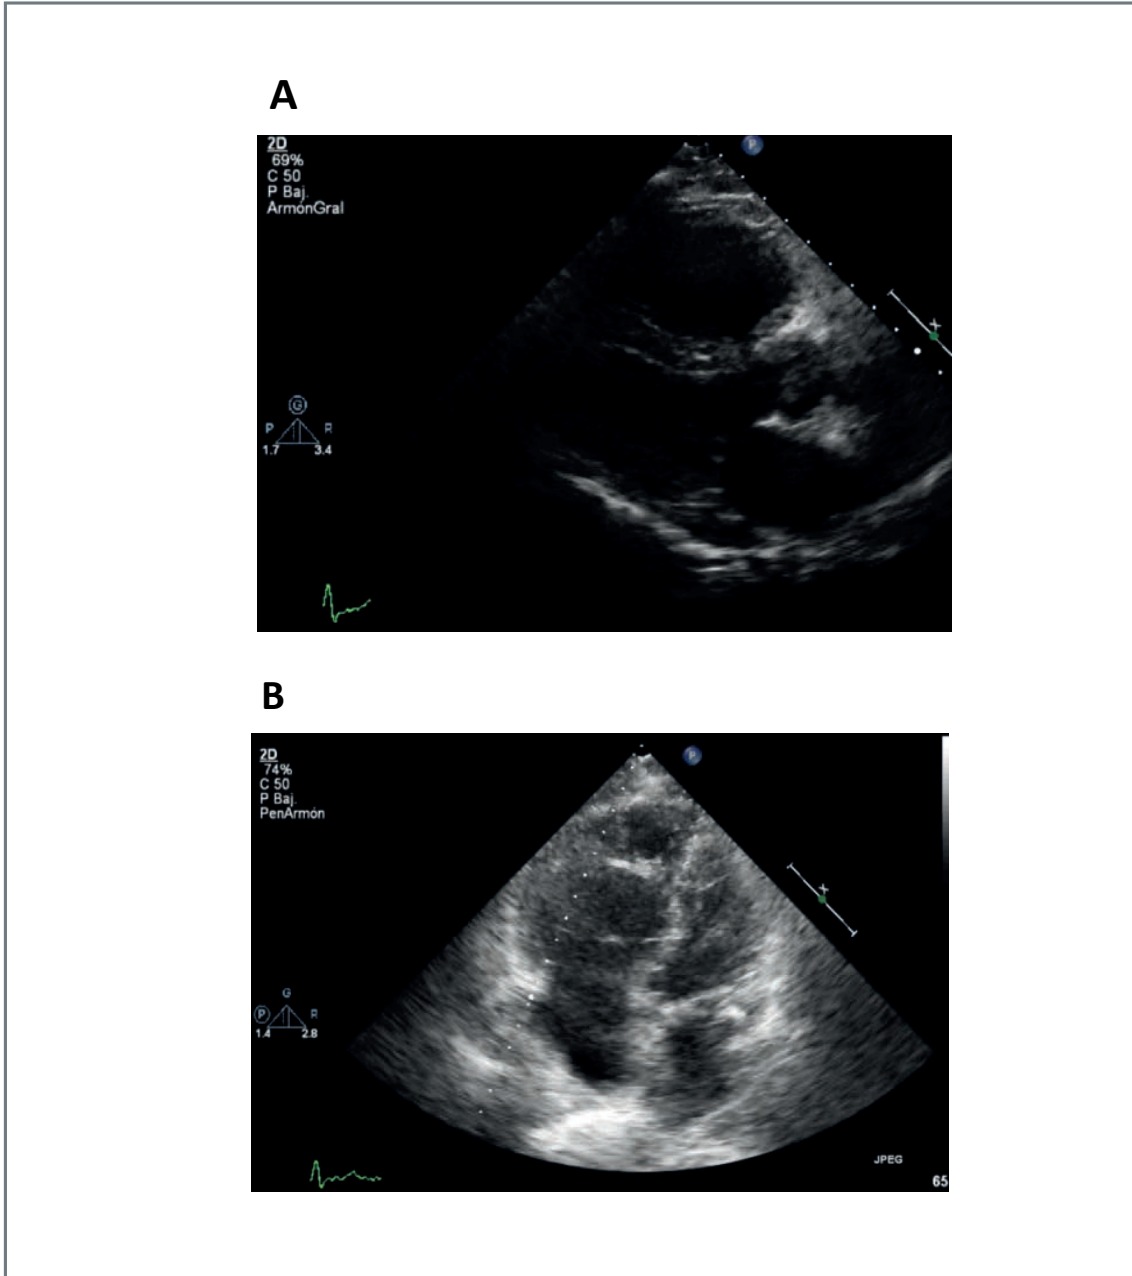 A
2D
69%
C 50
P Baj.
ArmónGral
P
G
P R
1.7 3.4
B
2D
74%
C 50
P Baj.
PenArmón
P
G
P R
1.4 2.8
JPEG
65